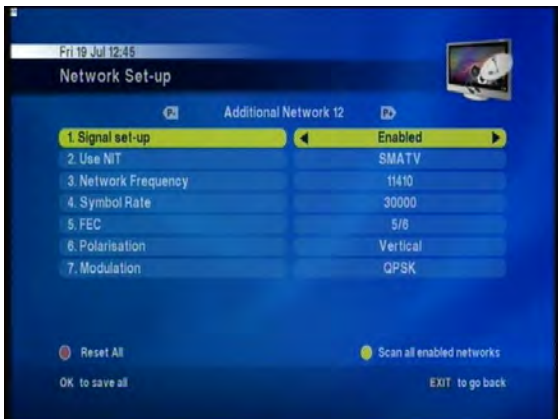 Fri 19 Jul 12:45
Network Set-up
P- Additional Network 12 P+
1. Signal set-up Enabled
2. Use NIT SMATV
3. Network Frequency 11410
4. Symbol Rate 30000
5. FEC 5/6
6. Polarisation Vertical
7. Modulation QPSK
Reset All Scan all enabled networks
OK to save all EXIT to go back